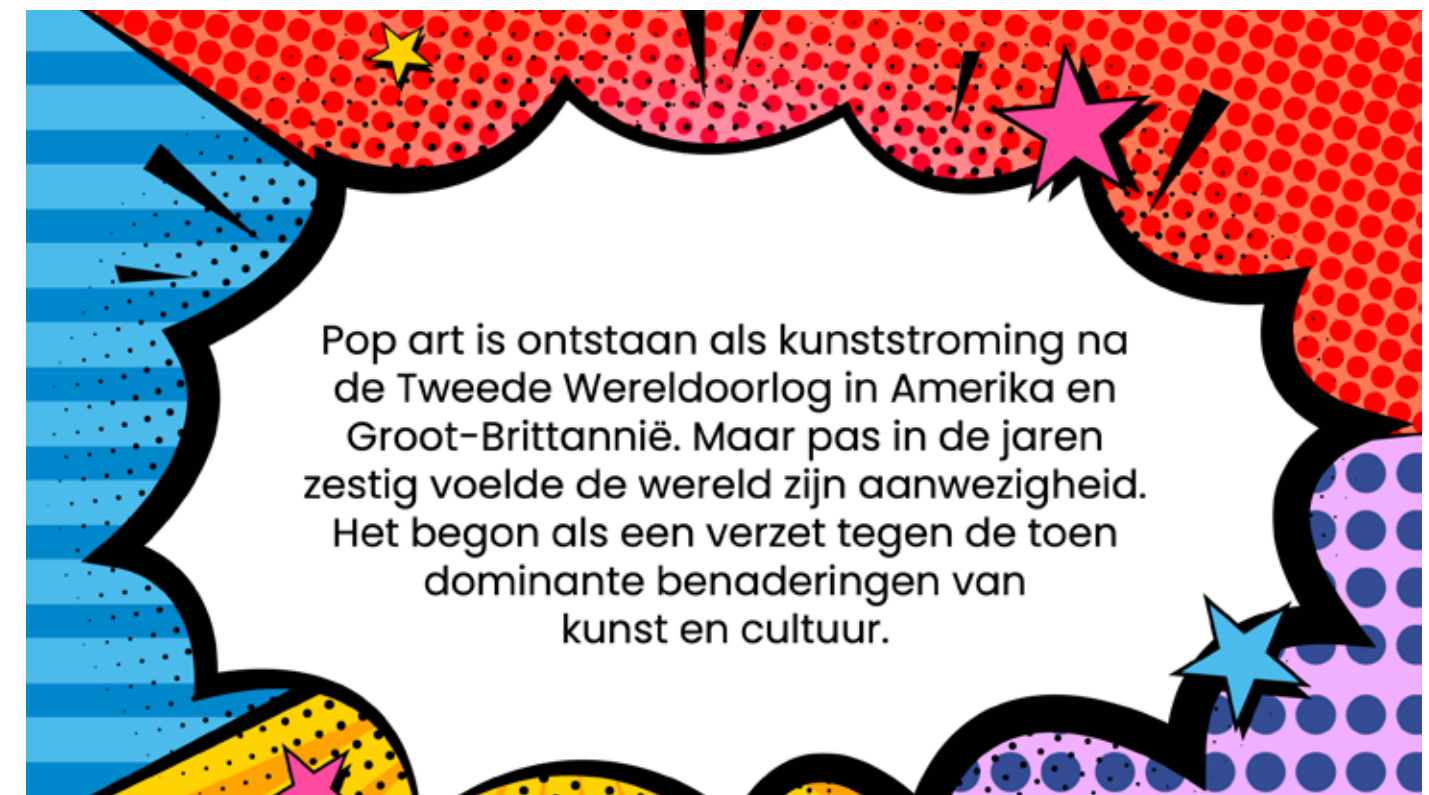 Pop art is ontstaan als kunststroming na
de Tweede Wereldoorlog in Amerika en
Groot-Brittannië. Maar pas in de jaren
zestig voelde de wereld zijn aanwezigheid.
Het begon als een verzet tegen de toen
dominante benaderingen van
kunst en cultuur.